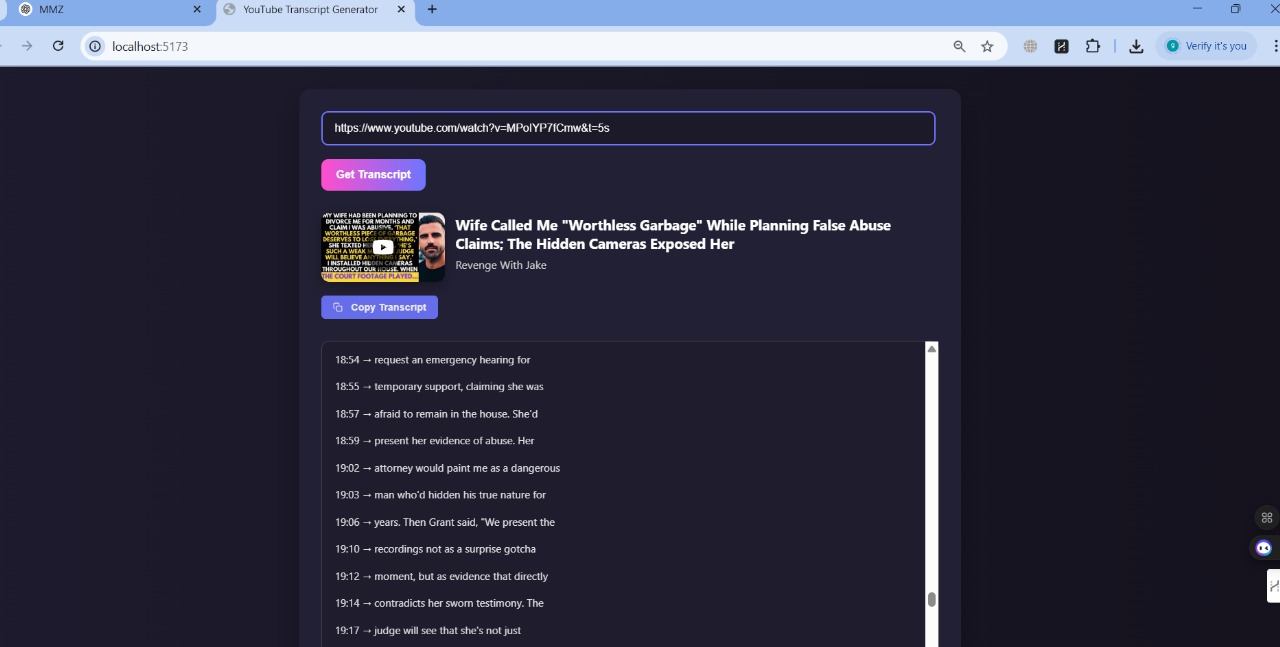 MMZ
YouTube Transcript Generator
localhost:5173
Verify it's you
https://www.youtube.com/watch?v=MPoIYP7fCmw&t=5s
Get Transcript
MY WIFE HAD BEEN PLANNING TO
DIVORCE ME FOR MONTHS AND
CLAIM I WAS ABUSIVE. 'THAT
WORTHLESS PIECE OF GARBAGE
DESERVES TO LOSE EVERYTHING,'
SHE TEXTED HE'S
SUCH A WEAK JUDGE
WILL BELIEVE ANYTHING I SAY.'
I INSTALLED HIDDEN CAMERAS
THROUGHOUT OUR HOUSE. WHEN
THE COURT FOOTAGE PLAYED...
Wife Called Me "Worthless Garbage" While Planning False Abuse
Claims; The Hidden Cameras Exposed Her
Revenge With Jake
Copy Transcript
18:54 → request an emergency hearing for
18:55 → temporary support, claiming she was
18:57 → afraid to remain in the house. She'd
18:59 → present her evidence of abuse. Her
19:02 → attorney would paint me as a dangerous
19:03 → man who'd hidden his true nature for
19:06 → years. Then Grant said, "We present the
19:10 → recordings not as a surprise gotcha
19:12 → moment, but as evidence that directly
19:14 → contradicts her sworn testimony. The
19:17 → judge will see that she's not just